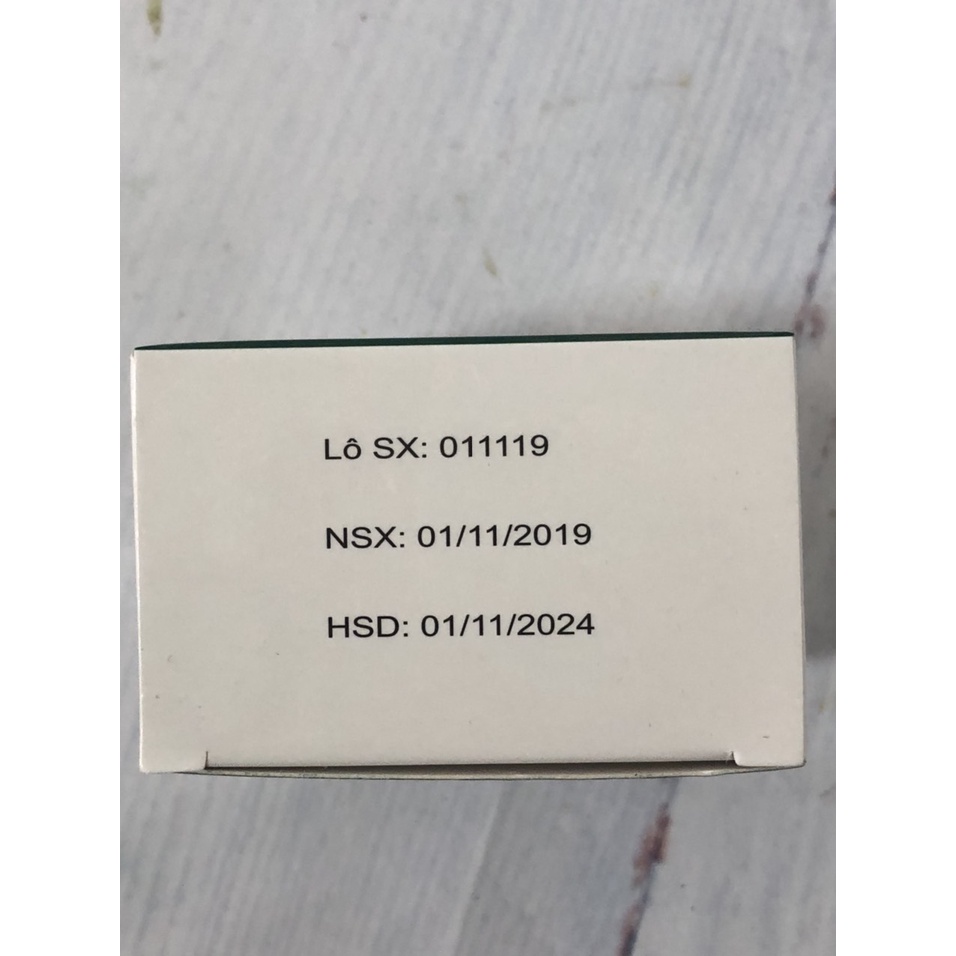 Lô SX: 011119
NSX: 01/11/2019
HSD: 01/11/2024